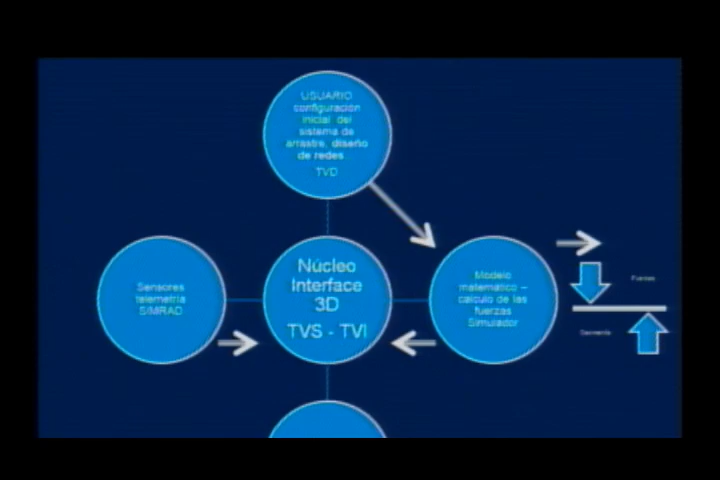 USUARIO
configuración
inicial del
sistema de
arrastre, diseño
de redes...
TVD
Núcleo
Interface
3D
TVS - TVI
Sensores
telemetría
SIMRAD
Modelo
matemático –
calculo de las
fuerzas
Simulador
Fuerzas